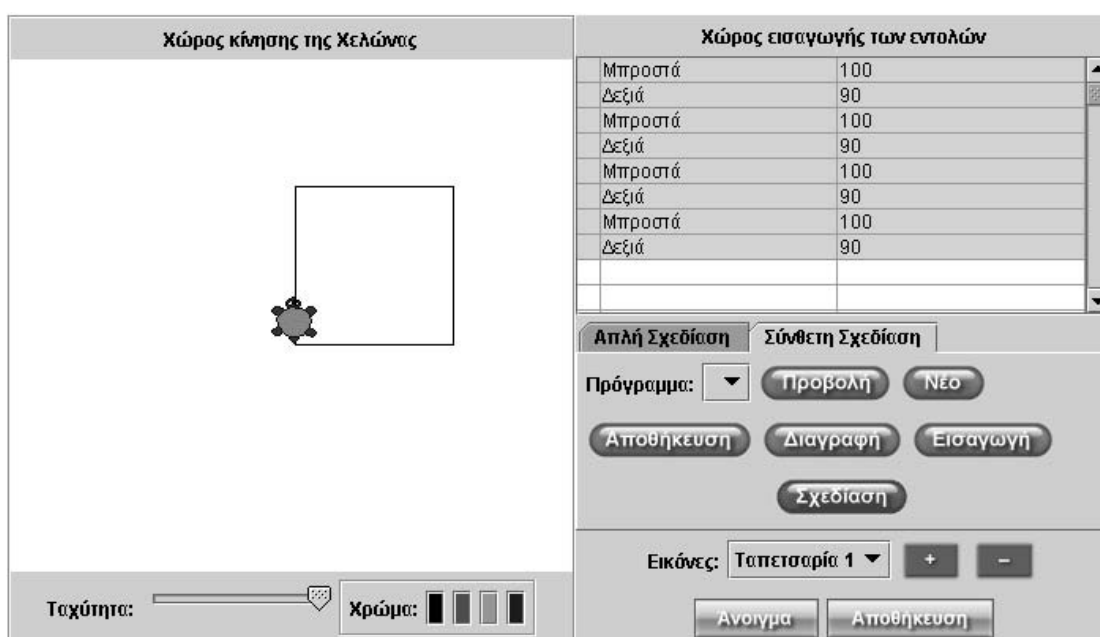 Χώρος κίνησης της Χελώνας
Χώρος εισαγωγής των εντολών
Μπροστά 100
Δεξιά 90
Μπροστά 100
Δεξιά 90
Μπροστά 100
Δεξιά 90
Μπροστά 100
Δεξιά 90
Απλή Σχεδίαση Σύνθετη Σχεδίαση
Πρόγραμμα: Προβολή Νέο
Αποθήκευση Διαγραφή Εισαγωγή
Σχεδίαση
Εικόνες: Ταπετσαρία 1 + -
Ταχύτητα: Χρώμα:
Άνοιγμα Αποθήκευση